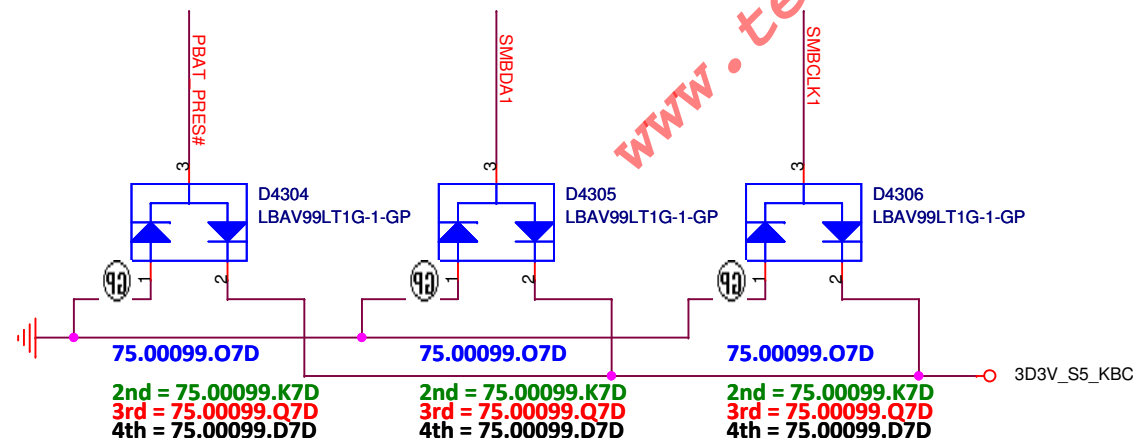 www.te
PBAT_PRES#
SMBDA1
SMBCLK1
3
3
3
D4304
LBAV99LT1G-1-GP
D4305
LBAV99LT1G-1-GP
D4306
LBAV99LT1G-1-GP
GP
1
2
GP
1
2
GP
1
2
75.00099.O7D
75.00099.O7D
75.00099.O7D
3D3V_S5_KBC
2nd = 75.00099.K7D
3rd = 75.00099.Q7D
4th = 75.00099.D7D
2nd = 75.00099.K7D
3rd = 75.00099.Q7D
4th = 75.00099.D7D
2nd = 75.00099.K7D
3rd = 75.00099.Q7D
4th = 75.00099.D7D